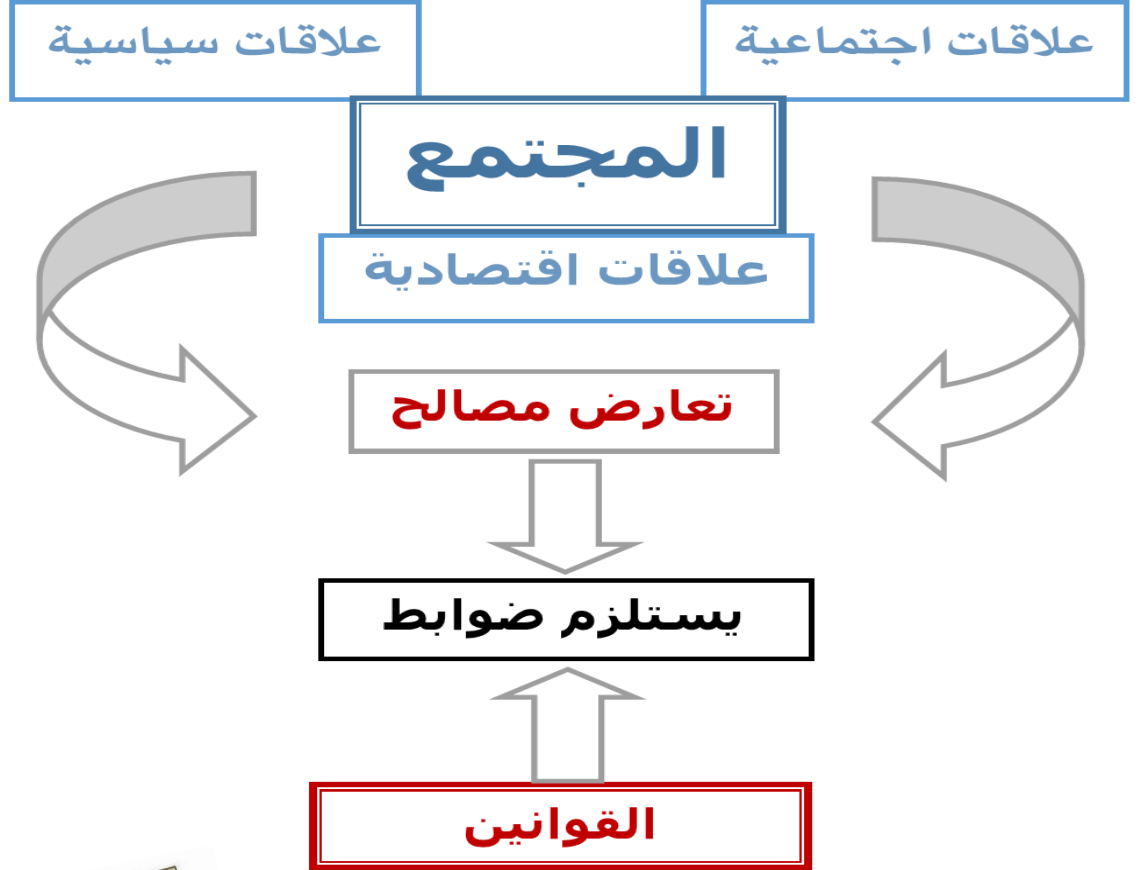 علاقات اجتماعية
علاقات سياسية
المجتمع
علاقات اقتصادية
تعارض مصالح
يستلزم ضوابط
القوانين